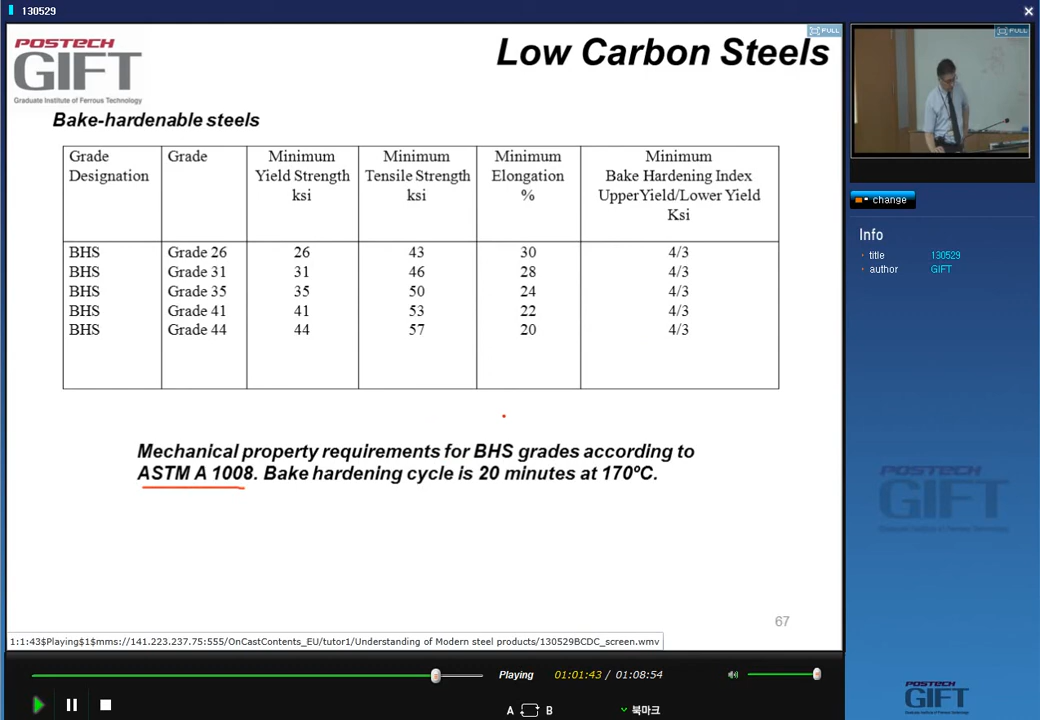 130529
POSTECH
GIFT
Graduate Institute of Ferrous Technology
Low Carbon Steels
FULL
FULL
Bake-hardenable steels
Grade Designation Grade Minimum Yield Strength ksi Minimum Tensile Strength ksi Minimum Elongation % Minimum Bake Hardening Index UpperYield/Lower Yield Ksi
BHS Grade 26 26 43 30 4/3
BHS Grade 31 31 46 28 4/3
BHS Grade 35 35 50 24 4/3
BHS Grade 41 41 53 22 4/3
BHS Grade 44 44 57 20 4/3
Mechanical property requirements for BHS grades according to
ASTM A 1008. Bake hardening cycle is 20 minutes at 170ºC.
67
change
Info
title 130529
author GIFT
POSTECH
GIFT
1:1:43$Playing$1$mms://141.223.237.75:555/OnCastContents_EU/tutor1/Understanding of Modern steel products/130529BCDC_screen.wmv
Playing 01:01:43 / 01:08:54
A B 북마크
POSTECH
GIFT